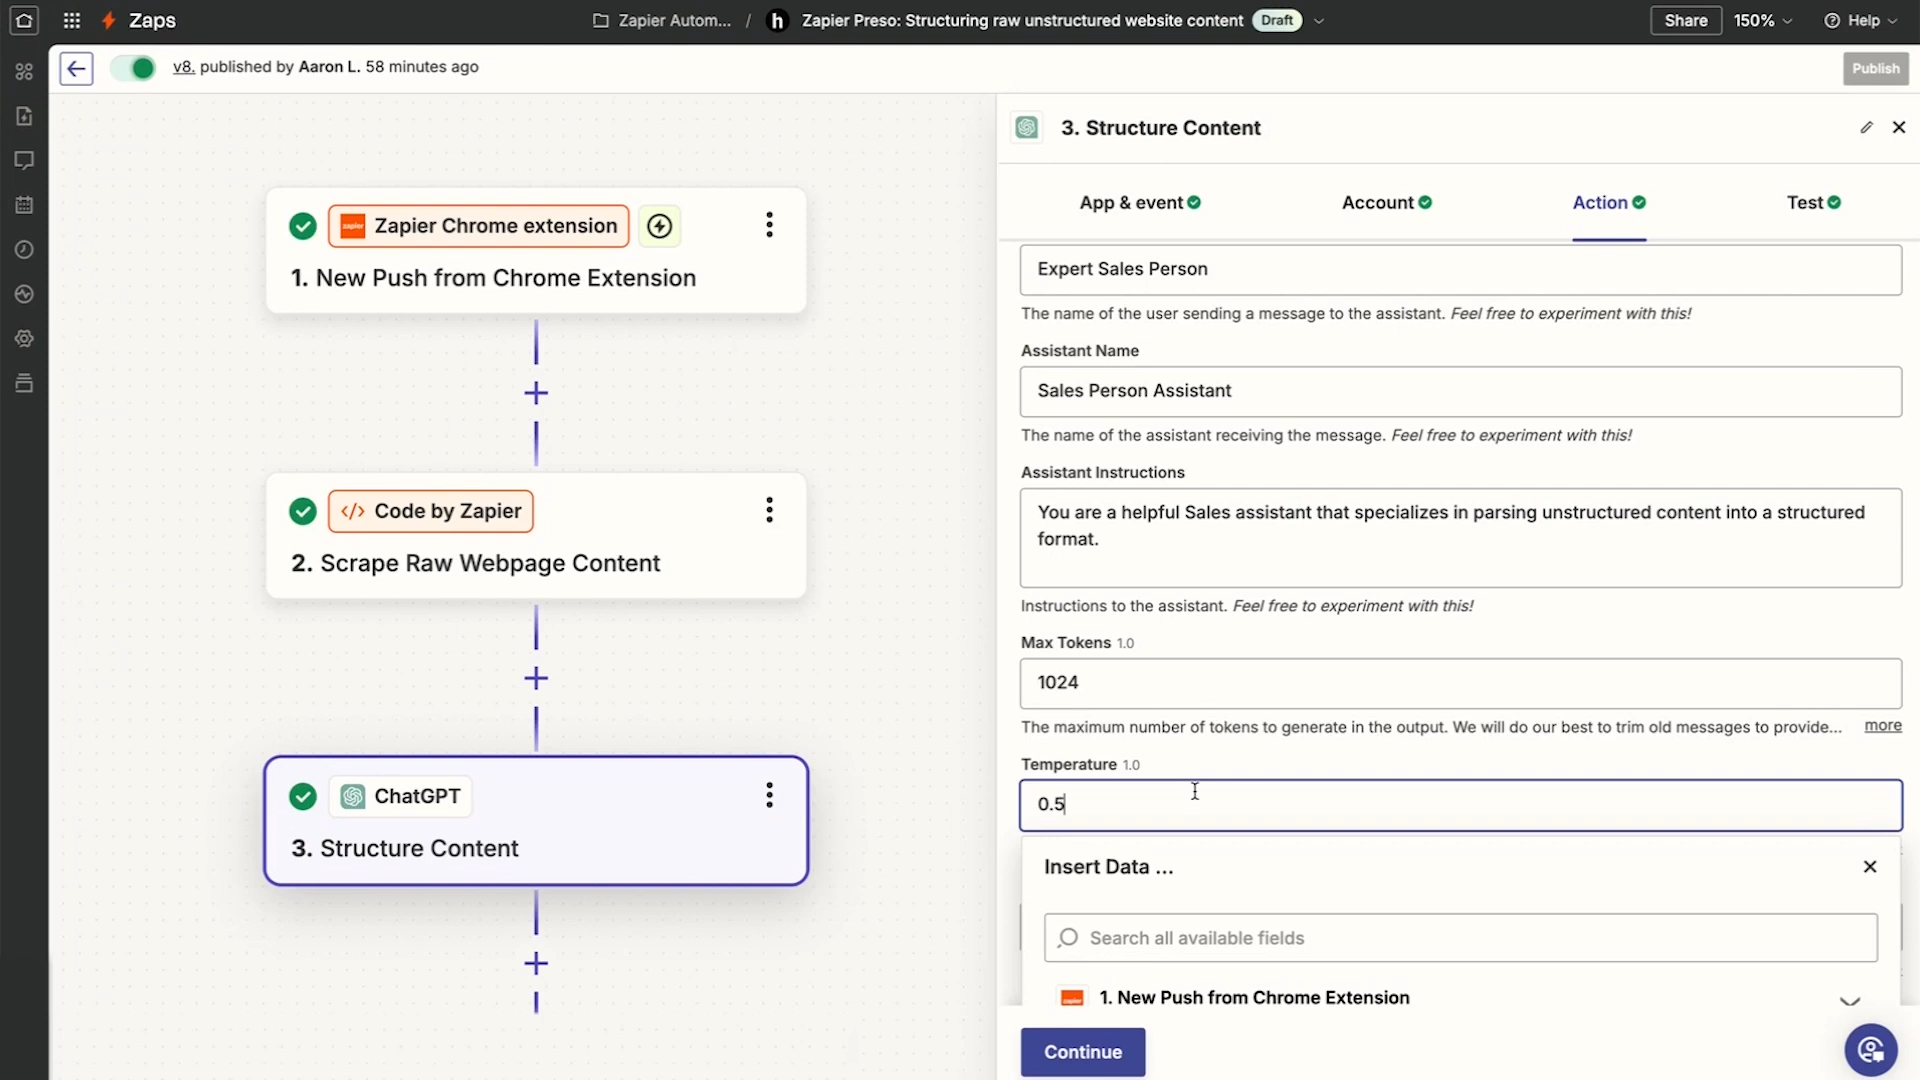 Zaps
Zapier Autom... / h Zapier Preso: Structuring raw unstructured website content Draft
Share 150% Help
v8. published by Aaron L. 58 minutes ago
Publish
zapier Zapier Chrome extension
1. New Push from Chrome Extension
</> Code by Zapier
2. Scrape Raw Webpage Content
ChatGPT
3. Structure Content
3. Structure Content
App & event Account Action Test
Expert Sales Person
The name of the user sending a message to the assistant. Feel free to experiment with this!
Assistant Name
Sales Person Assistant
The name of the assistant receiving the message. Feel free to experiment with this!
Assistant Instructions
You are a helpful Sales assistant that specializes in parsing unstructured content into a structured
format.
Instructions to the assistant. Feel free to experiment with this!
Max Tokens 1.0
1024
The maximum number of tokens to generate in the output. We will do our best to trim old messages to provide... more
Temperature 1.0
0.5
Insert Data ...
Search all available fields
zapier 1. New Push from Chrome Extension
Continue